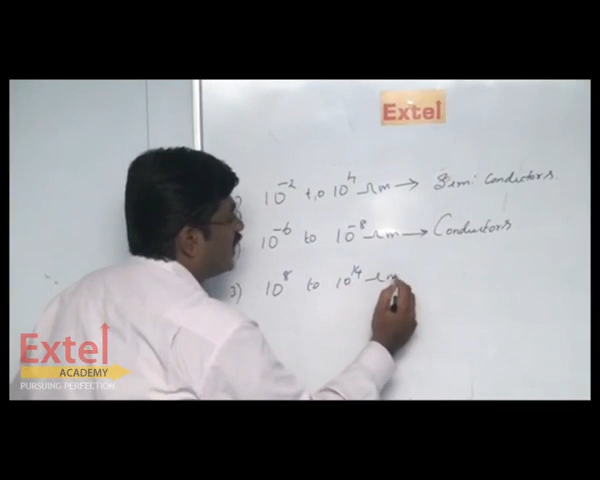 Extel
10⁻² to 10⁴ Ωm → Semi Conductors.
) 10⁻⁶ to 10⁻⁸ Ωm → Conductors
3) 10⁸ to 10¹⁴ Ωm
Extel
ACADEMY
PURSUING PERFECTION